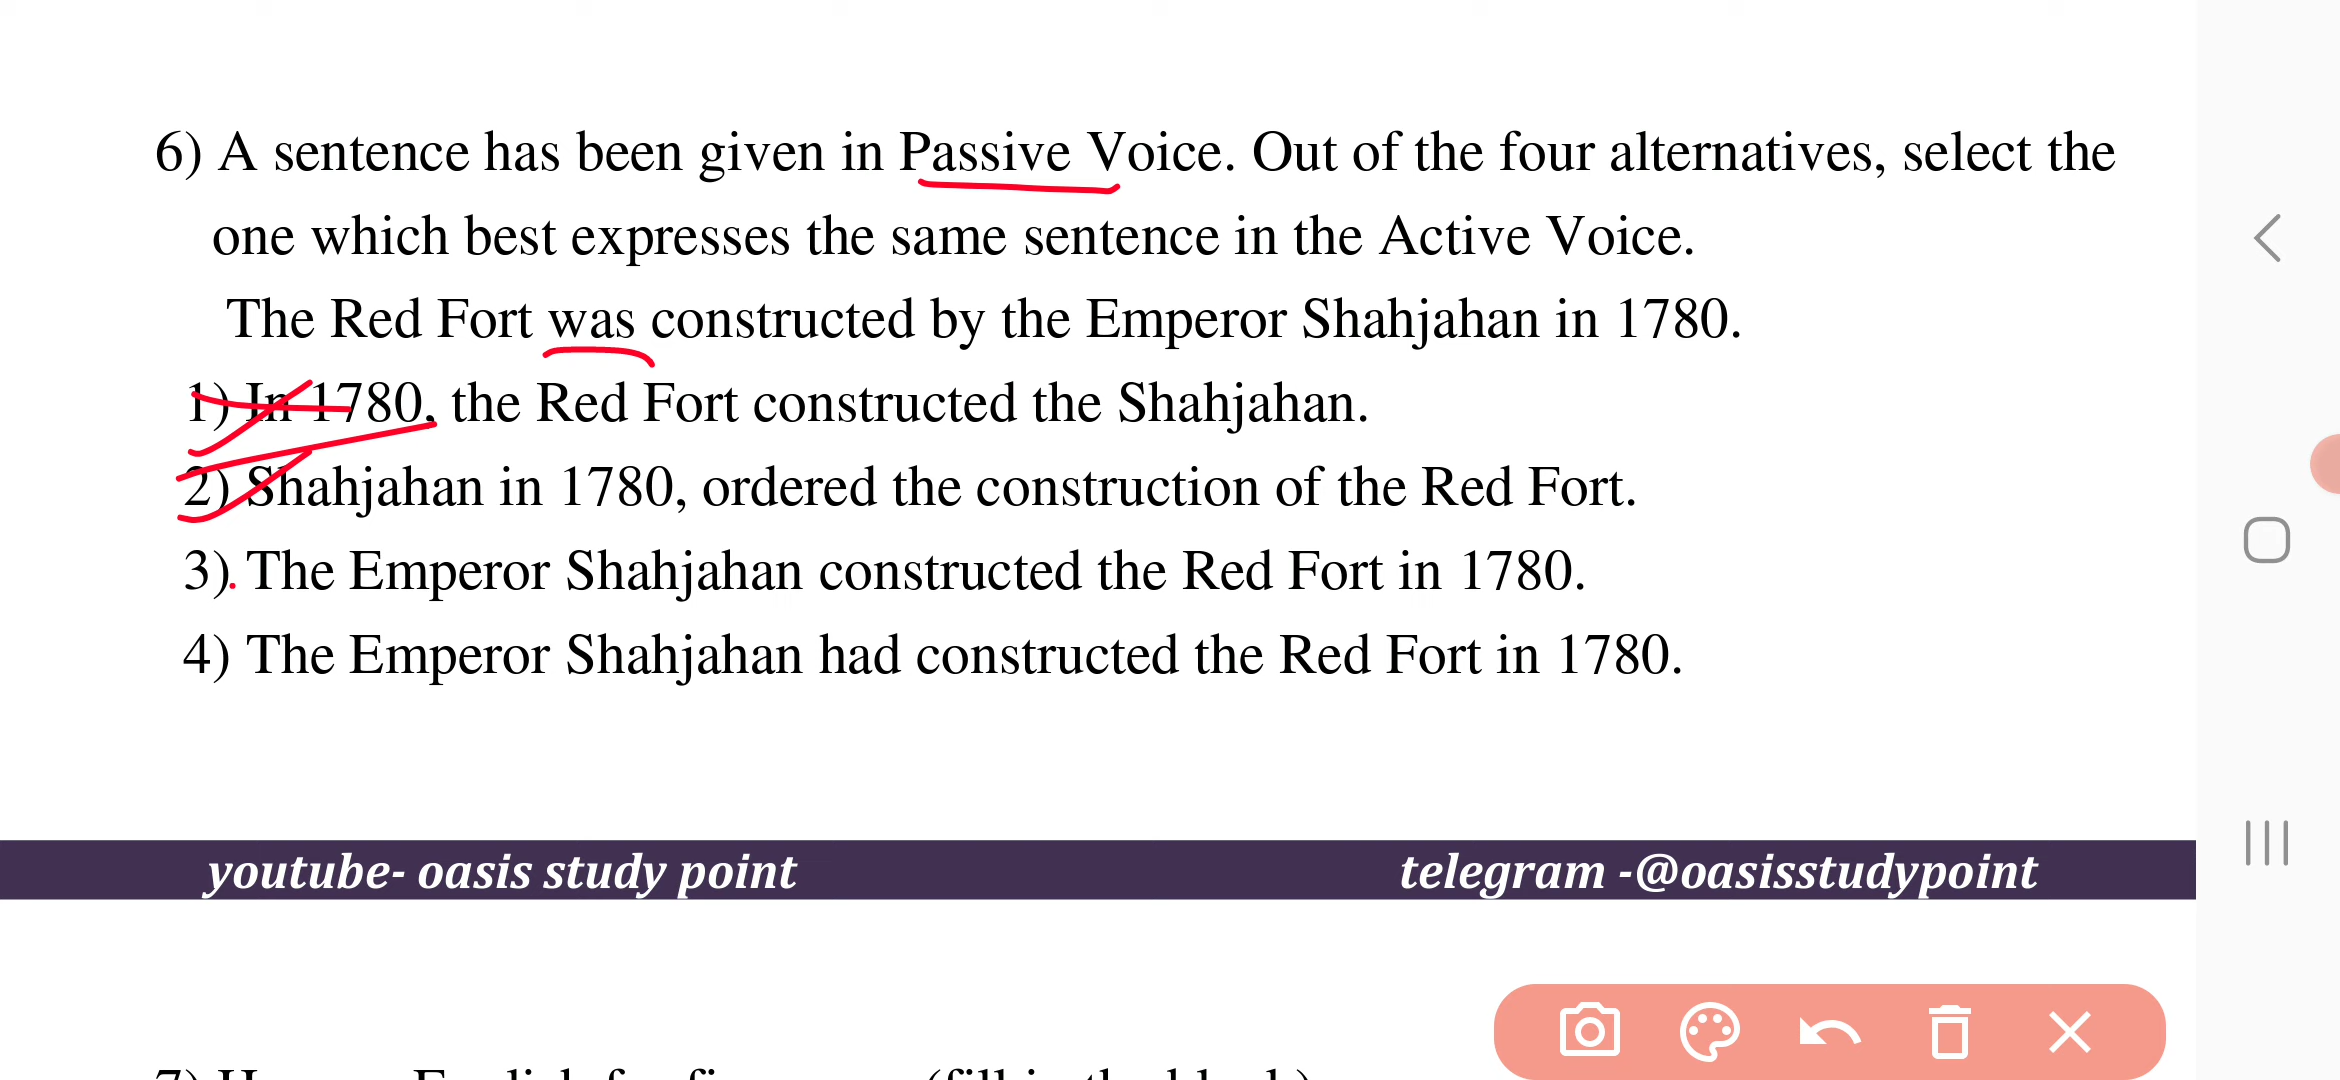 6) A sentence has been given in Passive Voice. Out of the four alternatives, select the
one which best expresses the same sentence in the Active Voice.
The Red Fort was constructed by the Emperor Shahjahan in 1780.
1) In 1780, the Red Fort constructed the Shahjahan.
2) Shahjahan in 1780, ordered the construction of the Red Fort.
3) The Emperor Shahjahan constructed the Red Fort in 1780.
4) The Emperor Shahjahan had constructed the Red Fort in 1780.
youtube- oasis study point
telegram -@oasisstudypoint